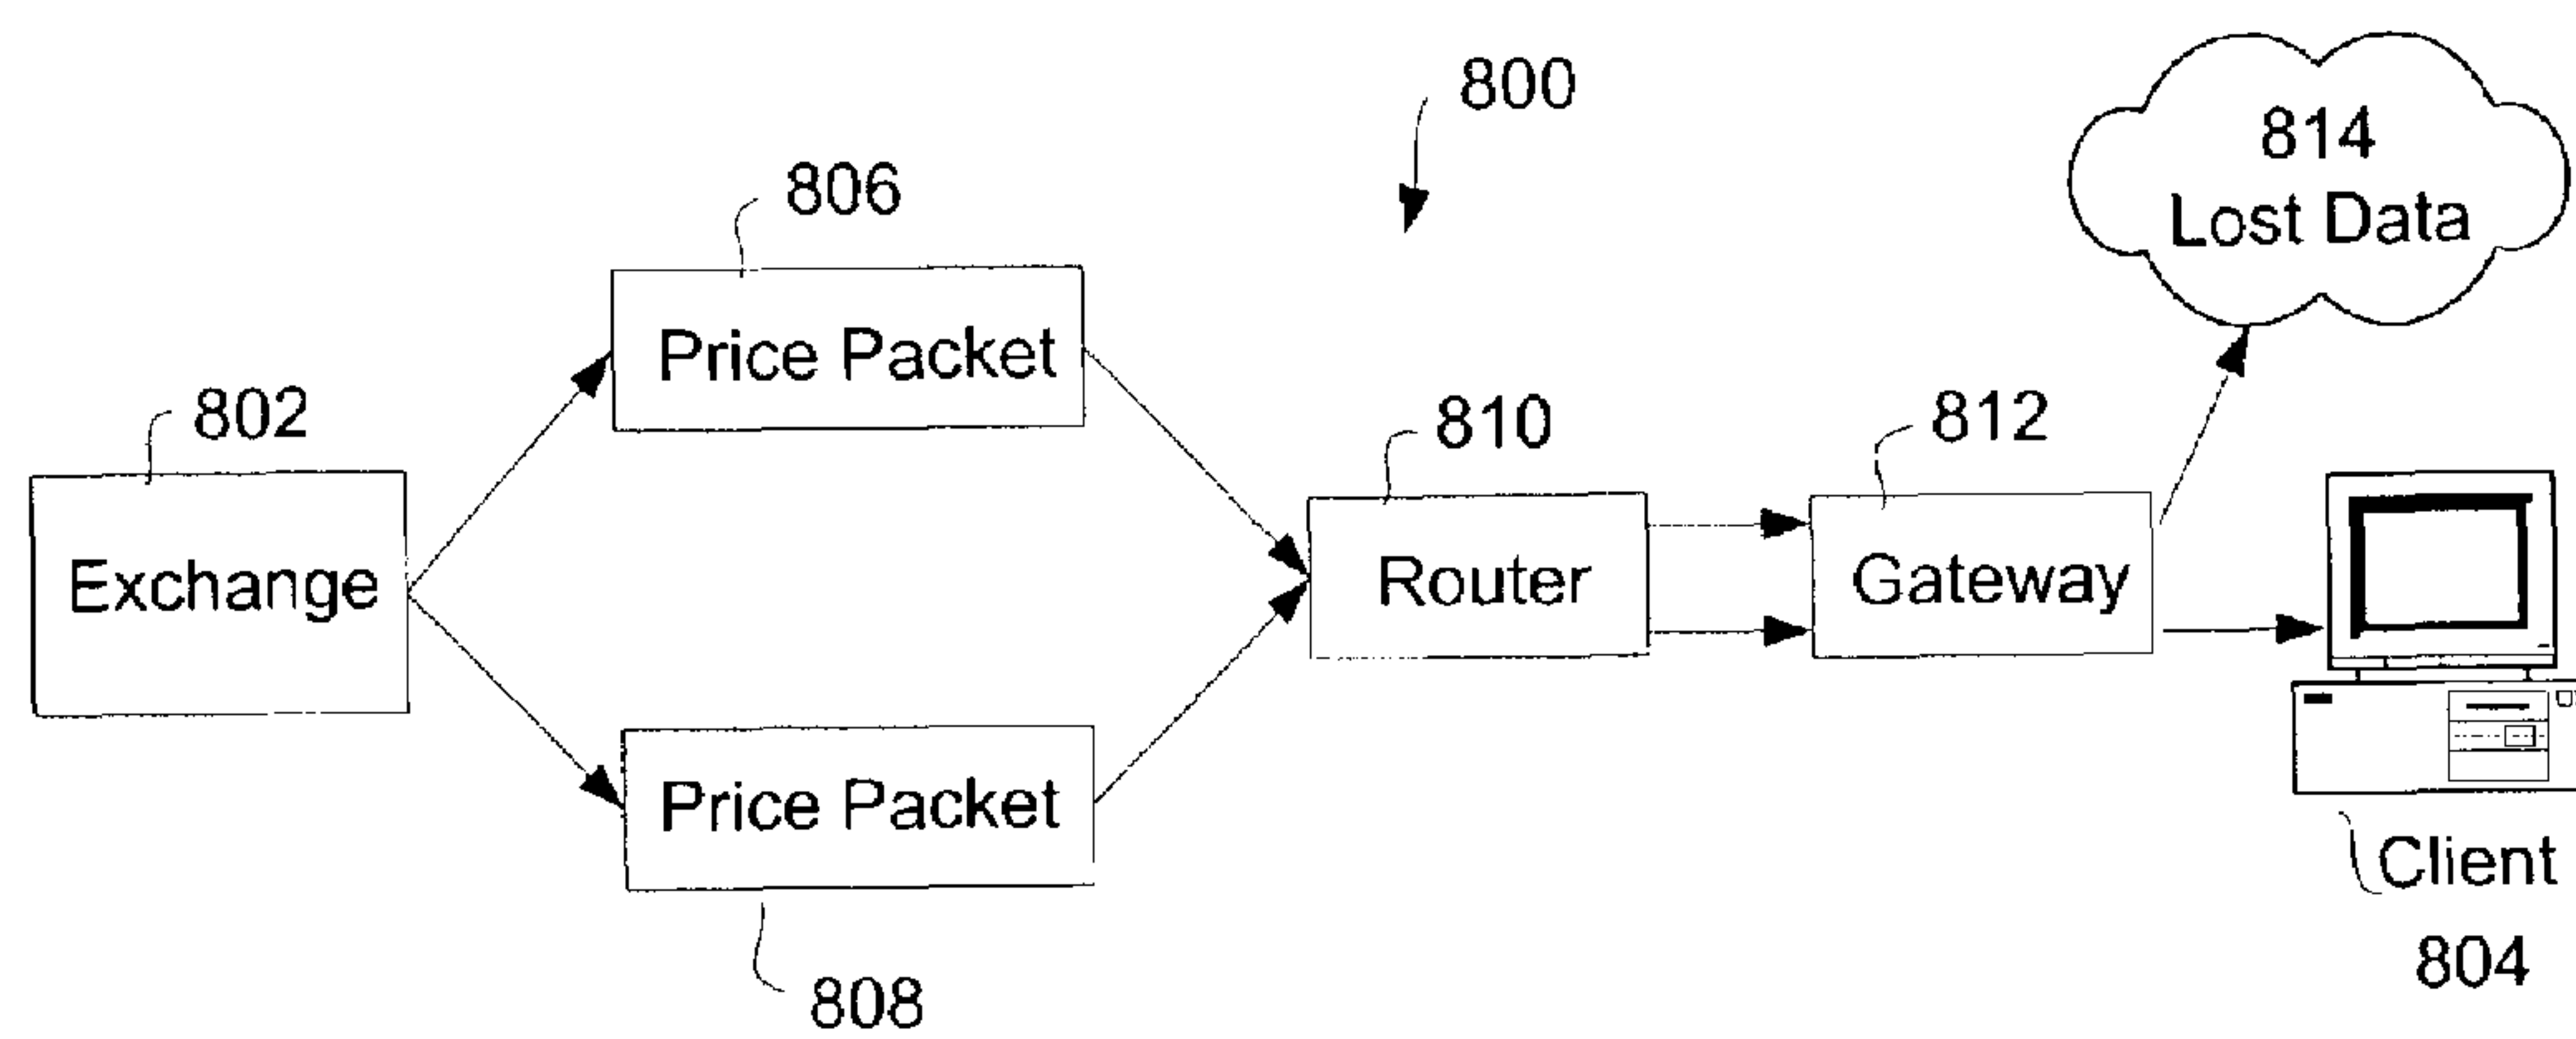 800
814
Lost Data
806
Price Packet
802
810
812
Exchange
Router
Gateway
Price Packet
Client
804
808